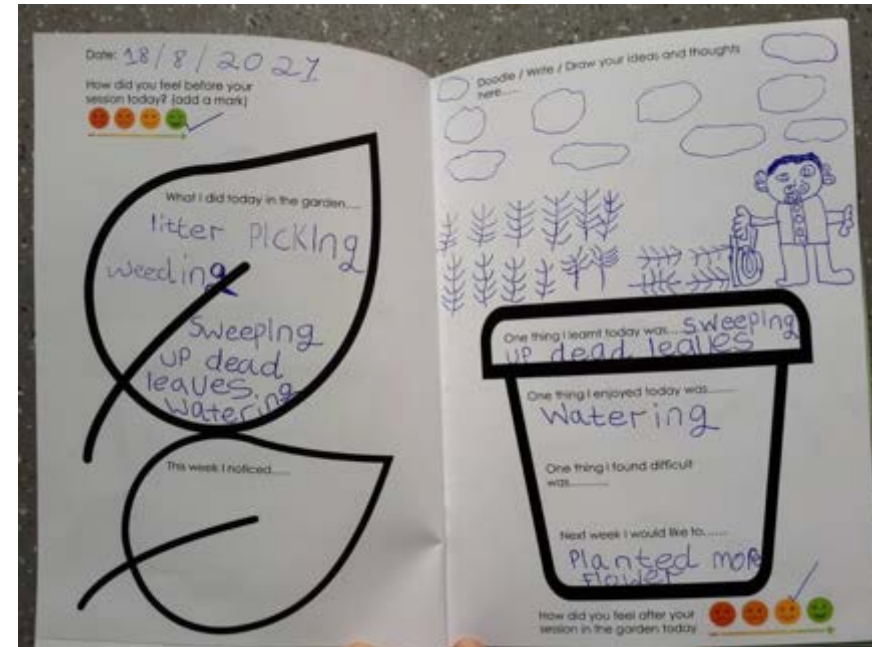 Date: 18/8/2021
How did you feel before your
session today? (add a mark)
What I did today in the garden....
litter PIcKIng
weeding
SweepIng
UP dead
leaves.
Watering
This week I noticed.....
Doodle / Write / Draw your ideas and thoughts
here.....
One thing I learnt today was.... SweepIng
UP dead leaves
One thing I enjoyed today was.......
Watering
One thing I found difficult
was............
Next week I would like to.......
Planted more
Flower
How did you feel after your
session in the garden today